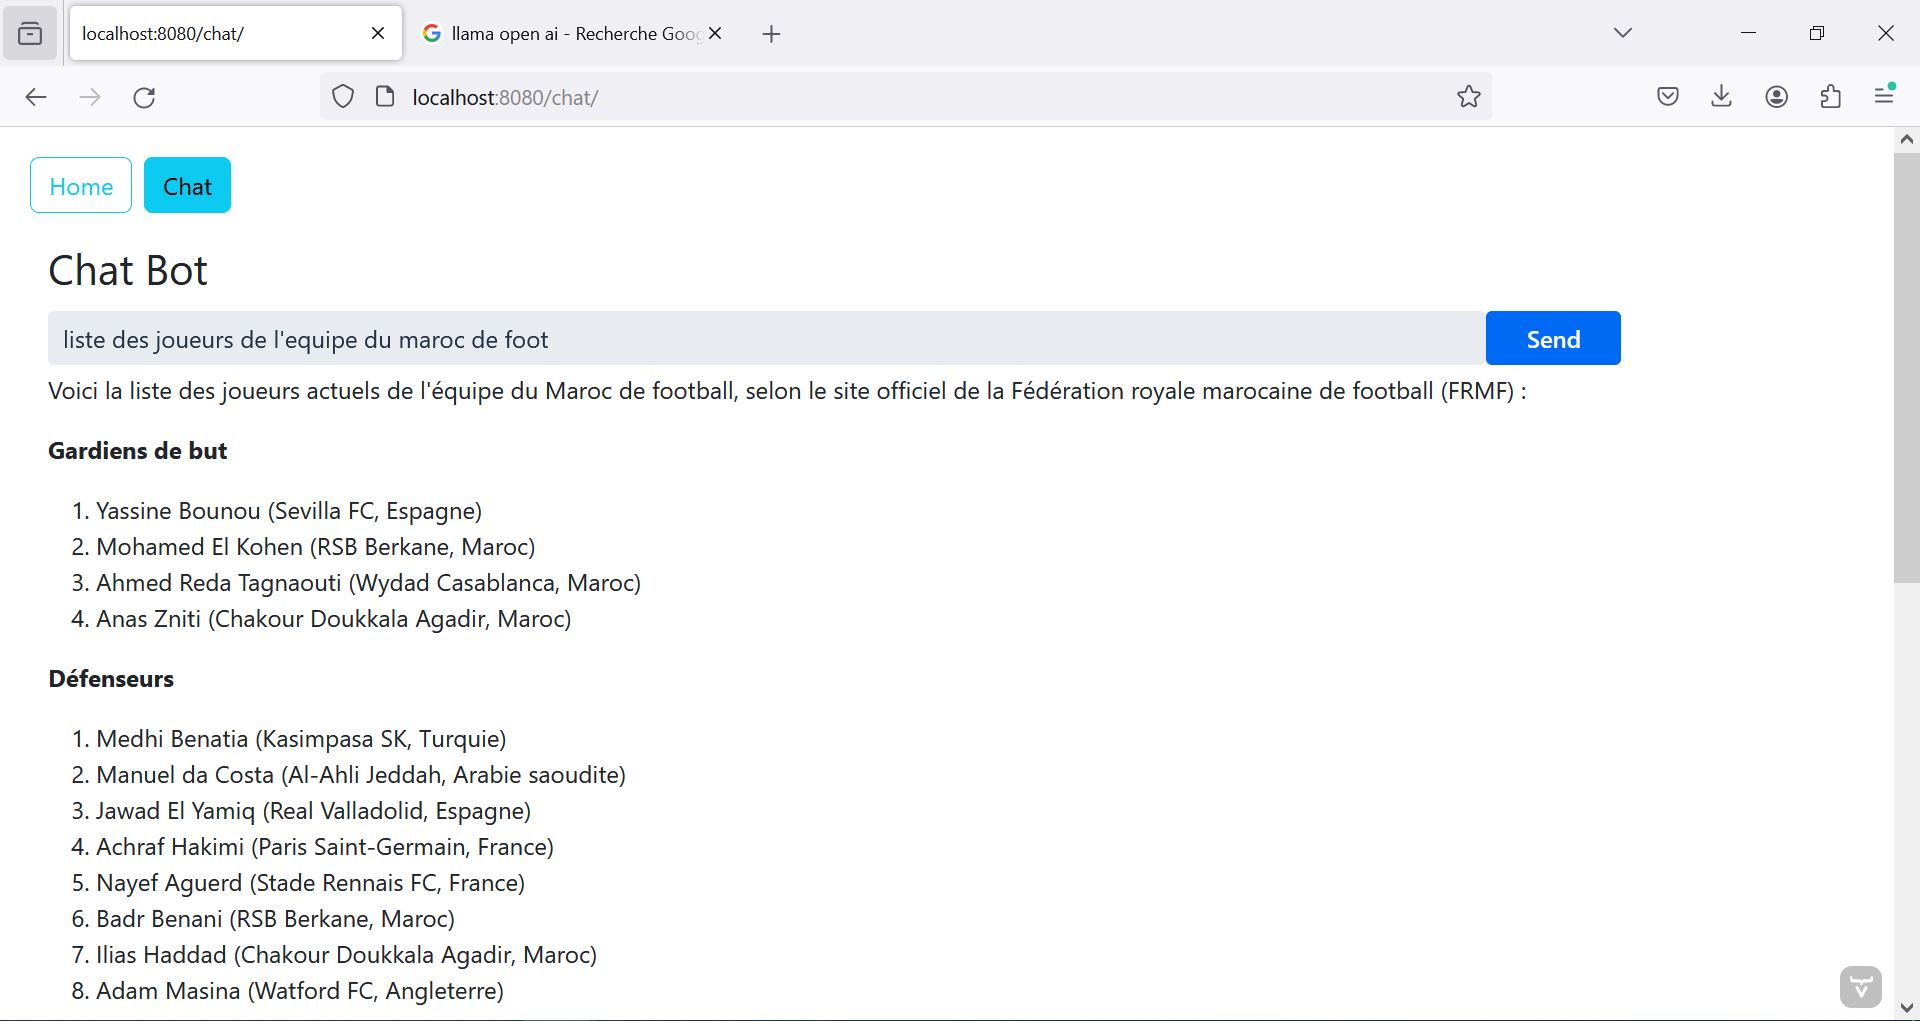 localhost:8080/chat/
llama open ai - Recherche Goog
localhost:8080/chat/
Home
Chat
Chat Bot
liste des joueurs de l'equipe du maroc de foot
Send
Voici la liste des joueurs actuels de l'équipe du Maroc de football, selon le site officiel de la Fédération royale marocaine de football (FRMF) :
Gardiens de but
1. Yassine Bounou (Sevilla FC, Espagne)
2. Mohamed El Kohen (RSB Berkane, Maroc)
3. Ahmed Reda Tagnaouti (Wydad Casablanca, Maroc)
4. Anas Zniti (Chakour Doukkala Agadir, Maroc)
Défenseurs
1. Medhi Benatia (Kasimpasa SK, Turquie)
2. Manuel da Costa (Al-Ahli Jeddah, Arabie saoudite)
3. Jawad El Yamiq (Real Valladolid, Espagne)
4. Achraf Hakimi (Paris Saint-Germain, France)
5. Nayef Aguerd (Stade Rennais FC, France)
6. Badr Benani (RSB Berkane, Maroc)
7. Ilias Haddad (Chakour Doukkala Agadir, Maroc)
8. Adam Masina (Watford FC, Angleterre)